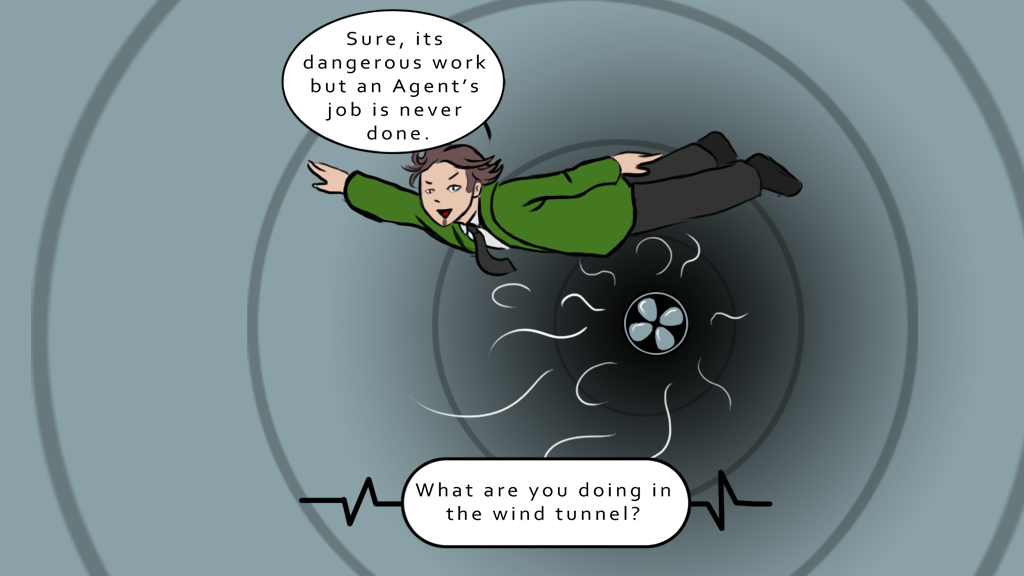 Sure, its
dangerous work
but an Agent's
job is never
done.
What are you doing in
the wind tunnel?